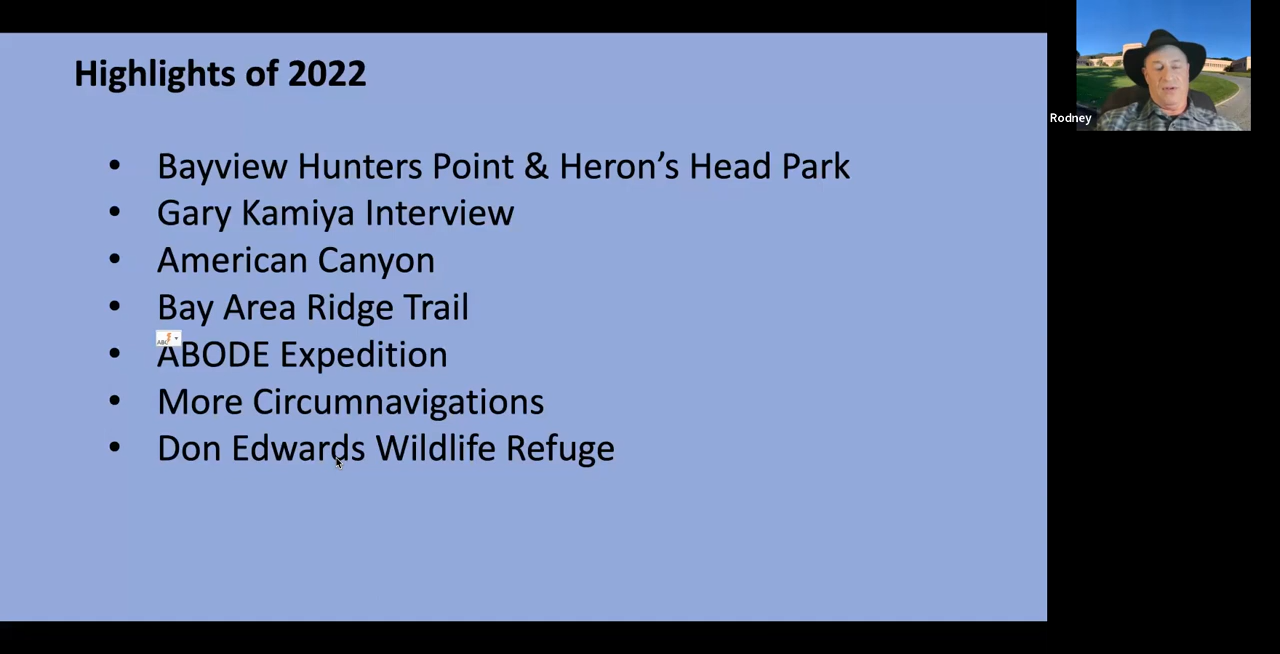 Highlights of 2022
• Bayview Hunters Point & Heron’s Head Park
• Gary Kamiya Interview
• American Canyon
• Bay Area Ridge Trail
• ABODE Expedition
• More Circumnavigations
• Don Edwards Wildlife Refuge
Rodney